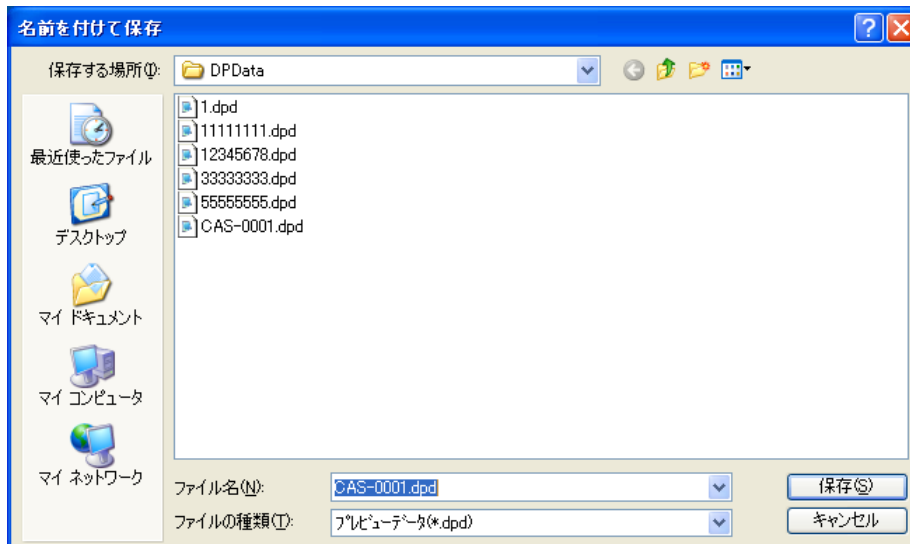 名前を付けて保存
保存する場所(I):
DPData
1.dpd
11111111.dpd
12345678.dpd
33333333.dpd
55555555.dpd
CAS-0001.dpd
最近使ったファイル
デスクトップ
マイ ドキュメント
マイ コンピュータ
マイ ネットワーク
ファイル名(N):
CAS-0001.dpd
保存(S)
ファイルの種類(T):
プレビューデータ(*.dpd)
キャンセル